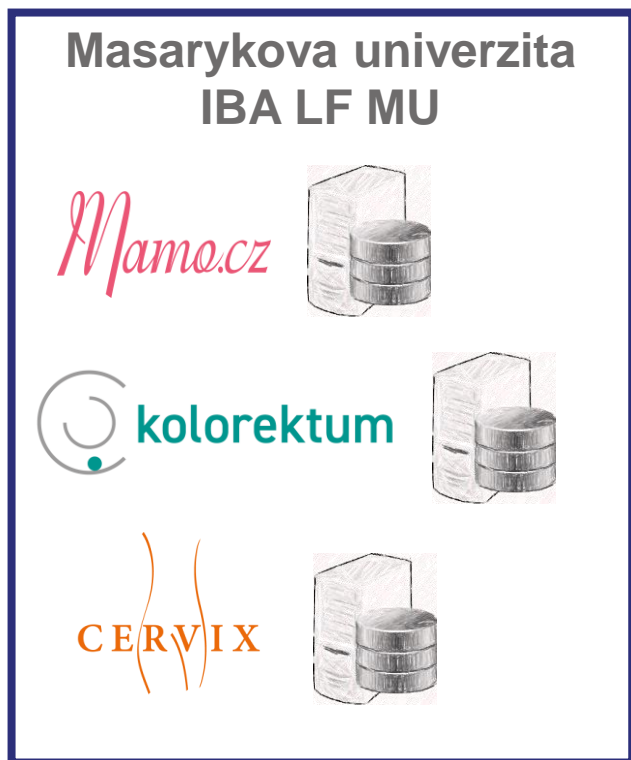 Masarykova univerzita
IBA LF MU
Mamo.cz
kolorektum
CERVIX